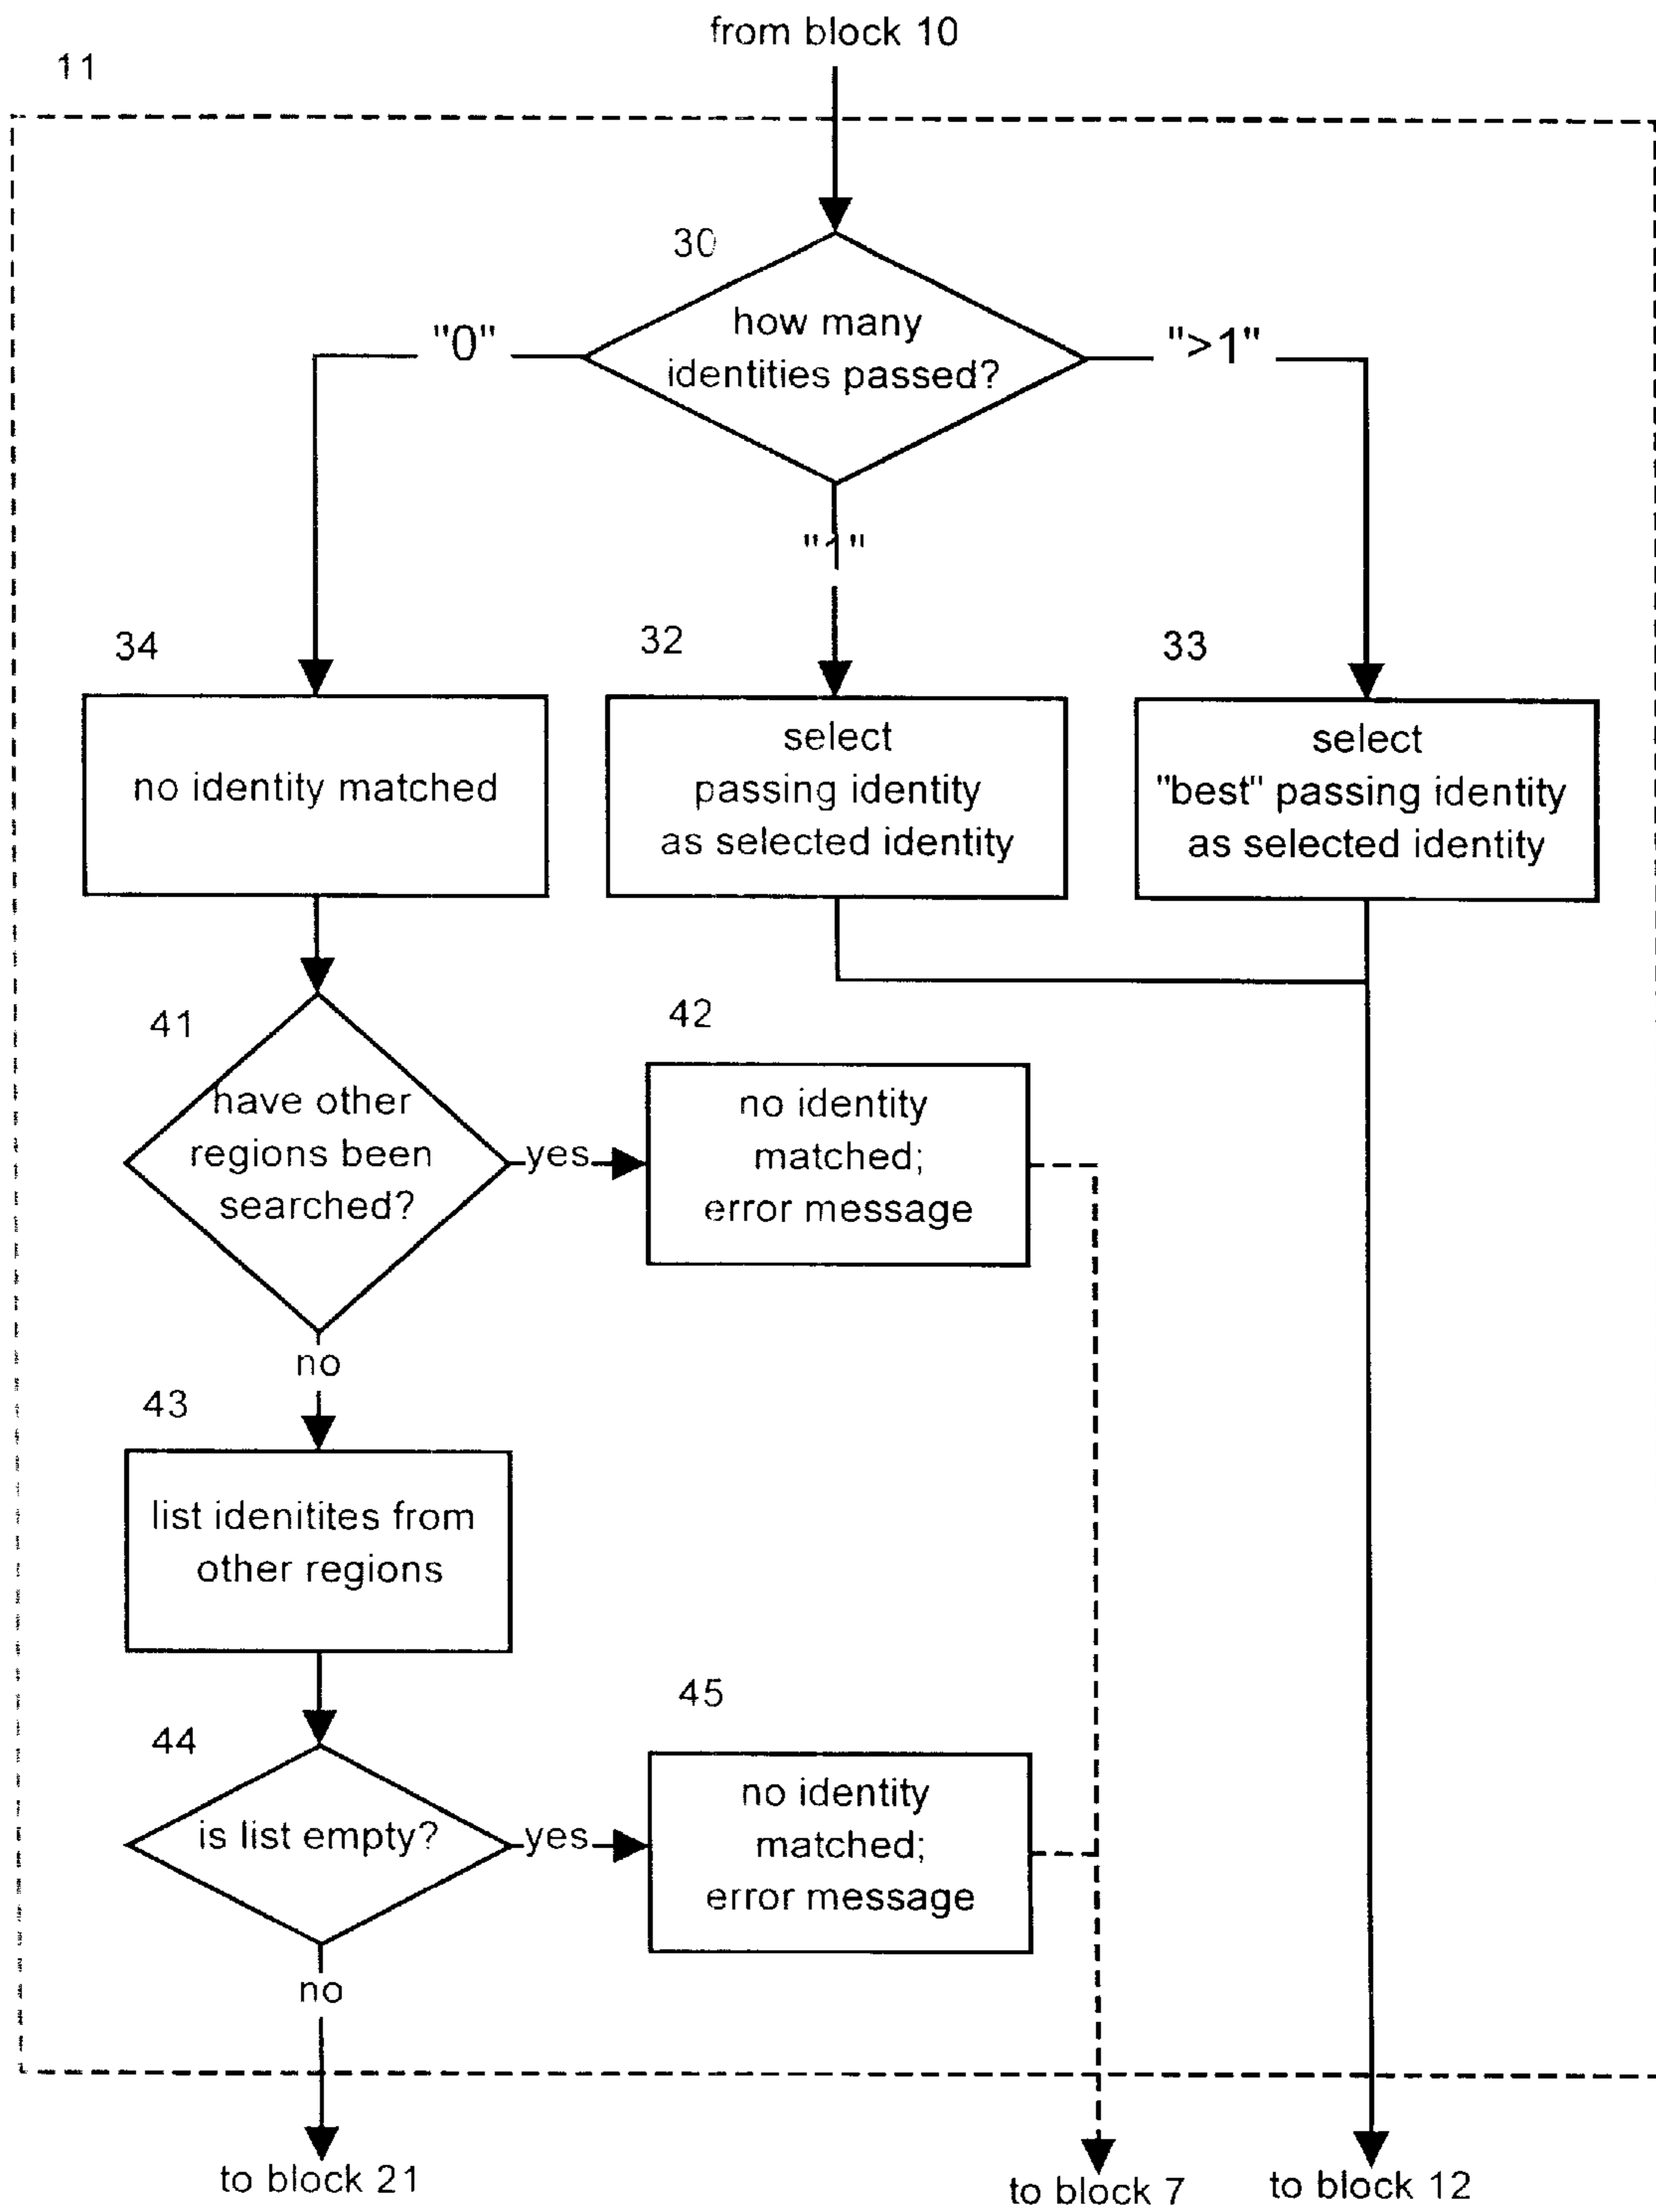 from block 10
11
30
how many
identities passed?
"0"
">1"
"1"
34
32
33
no identity matched
select
passing identity
as selected identity
select
"best" passing identity
as selected identity
41
have other
regions been
searched?
yes
42
no identity
matched;
error message
no
43
list idenitites from
other regions
44
is list empty?
yes
45
no identity
matched;
error message
no
to block 21
to block 7
to block 12